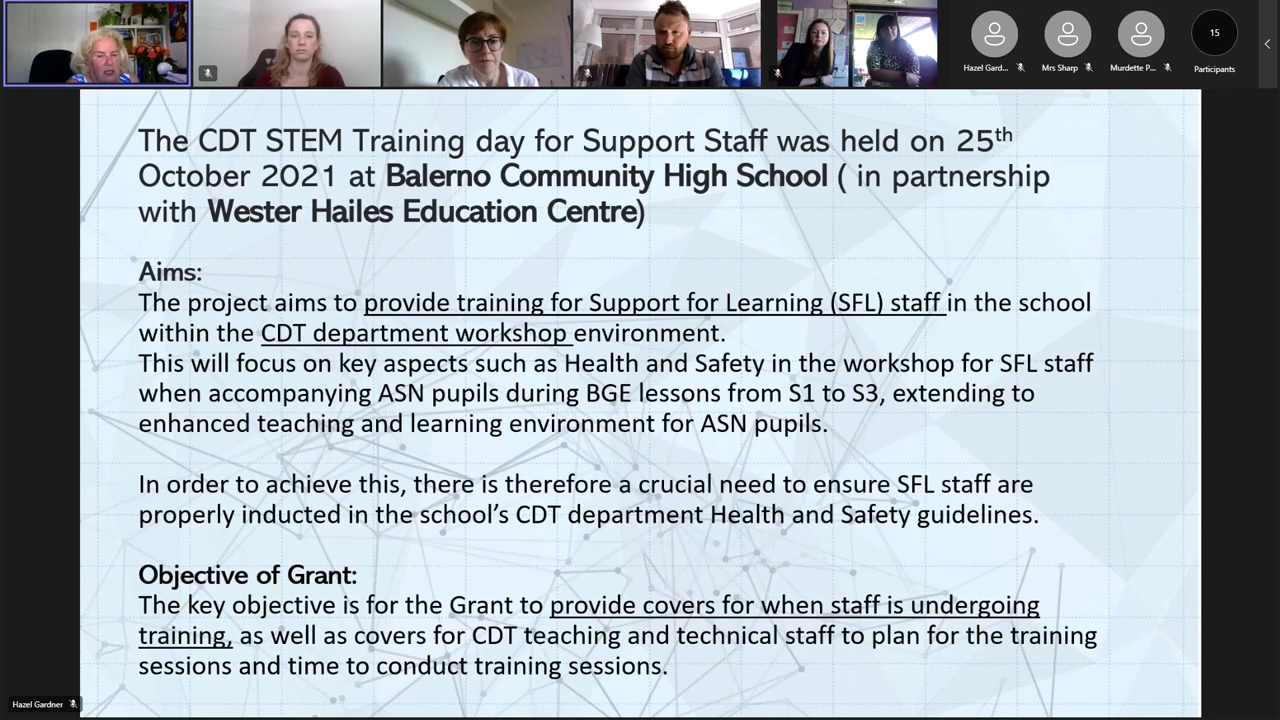 Hazel Gard...
Mrs Sharp
Murdette P...
15
Participants
The CDT STEM Training day for Support Staff was held on 25th
October 2021 at Balerno Community High School ( in partnership
with Wester Hailes Education Centre)
Aims:
The project aims to provide training for Support for Learning (SFL) staff in the school
within the CDT department workshop environment.
This will focus on key aspects such as Health and Safety in the workshop for SFL staff
when accompanying ASN pupils during BGE lessons from S1 to S3, extending to
enhanced teaching and learning environment for ASN pupils.
In order to achieve this, there is therefore a crucial need to ensure SFL staff are
properly inducted in the school’s CDT department Health and Safety guidelines.
Objective of Grant:
The key objective is for the Grant to provide covers for when staff is undergoing
training, as well as covers for CDT teaching and technical staff to plan for the training
sessions and time to conduct training sessions.
Hazel Gardner